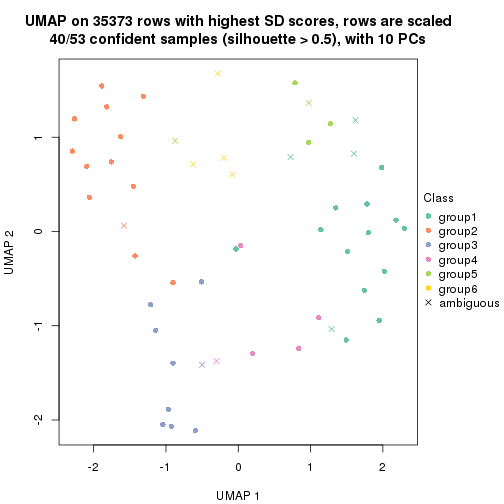 UMAP on 35373 rows with highest SD scores, rows are scaled
40/53 confident samples (silhouette > 0.5), with 10 PCs
UMAP 2
1
0
-1
-2
-2
-1
0
1
2
UMAP 1
Class
group1
group2
group3
group4
group5
group6
ambiguous